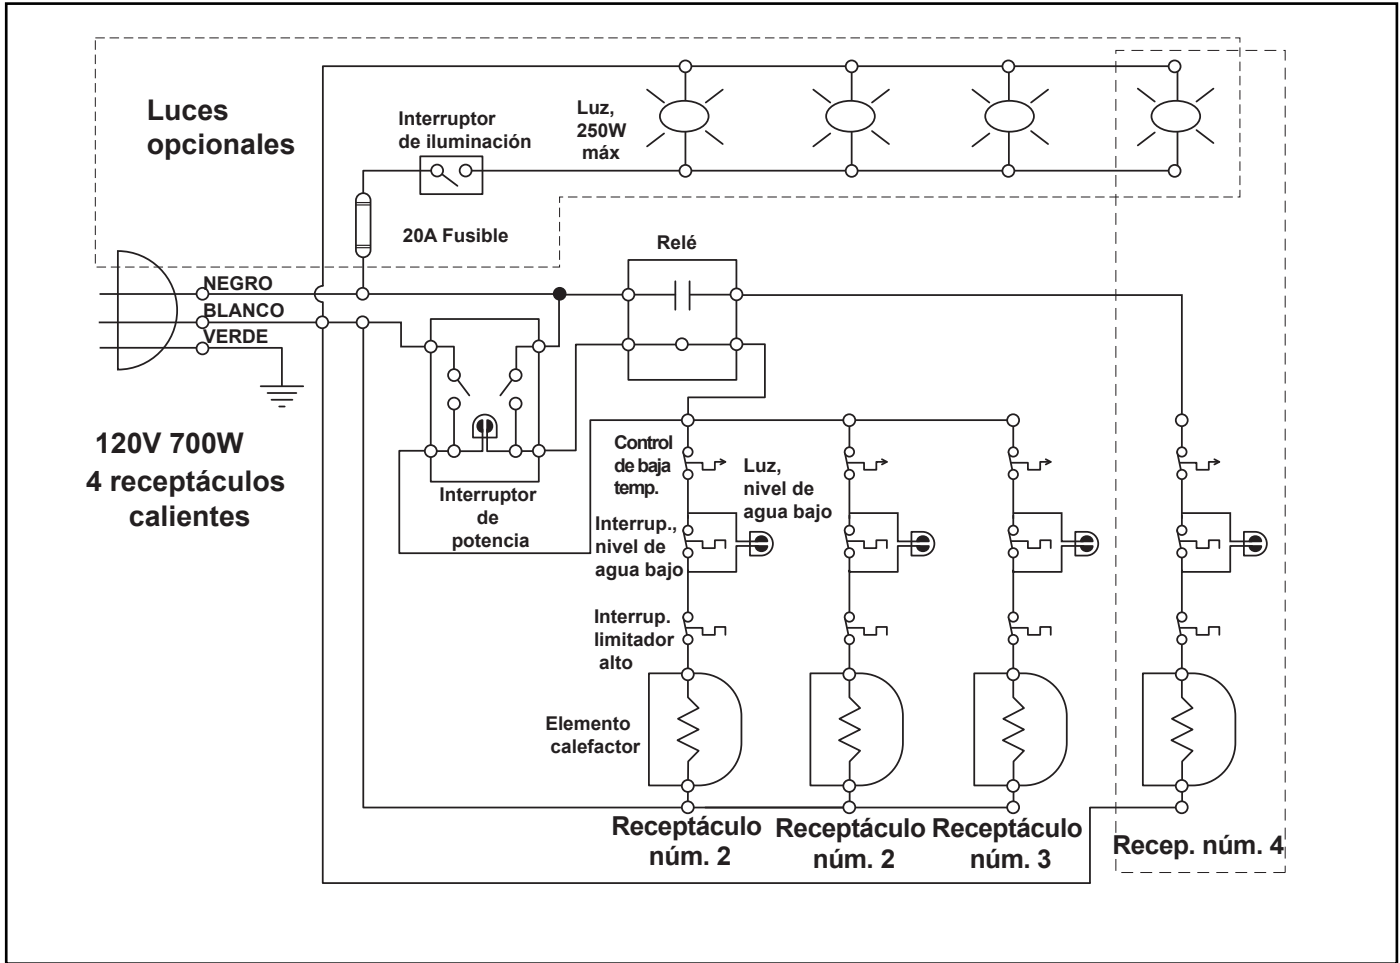 Luces
opcionales
Interruptor
de iluminación
Luz,
250W
máx
20A Fusible
Relé
NEGRO
BLANCO
VERDE
120V 700W
4 receptáculos
calientes
Interruptor
de
potencia
Control
de baja
temp.
Luz,
nivel de
agua bajo
Interrup.,
nivel de
agua bajo
Interrup.
limitador
alto
Elemento
calefactor
Receptáculo
núm. 2
Receptáculo
núm. 2
Receptáculo
núm. 3
Recep. núm. 4